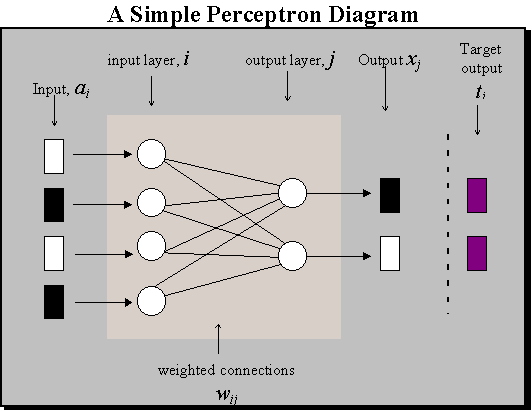 A Simple Perceptron Diagram
input layer, i
output layer, j
Output xj
Target
output
ti
Input, ai
weighted connections
wij